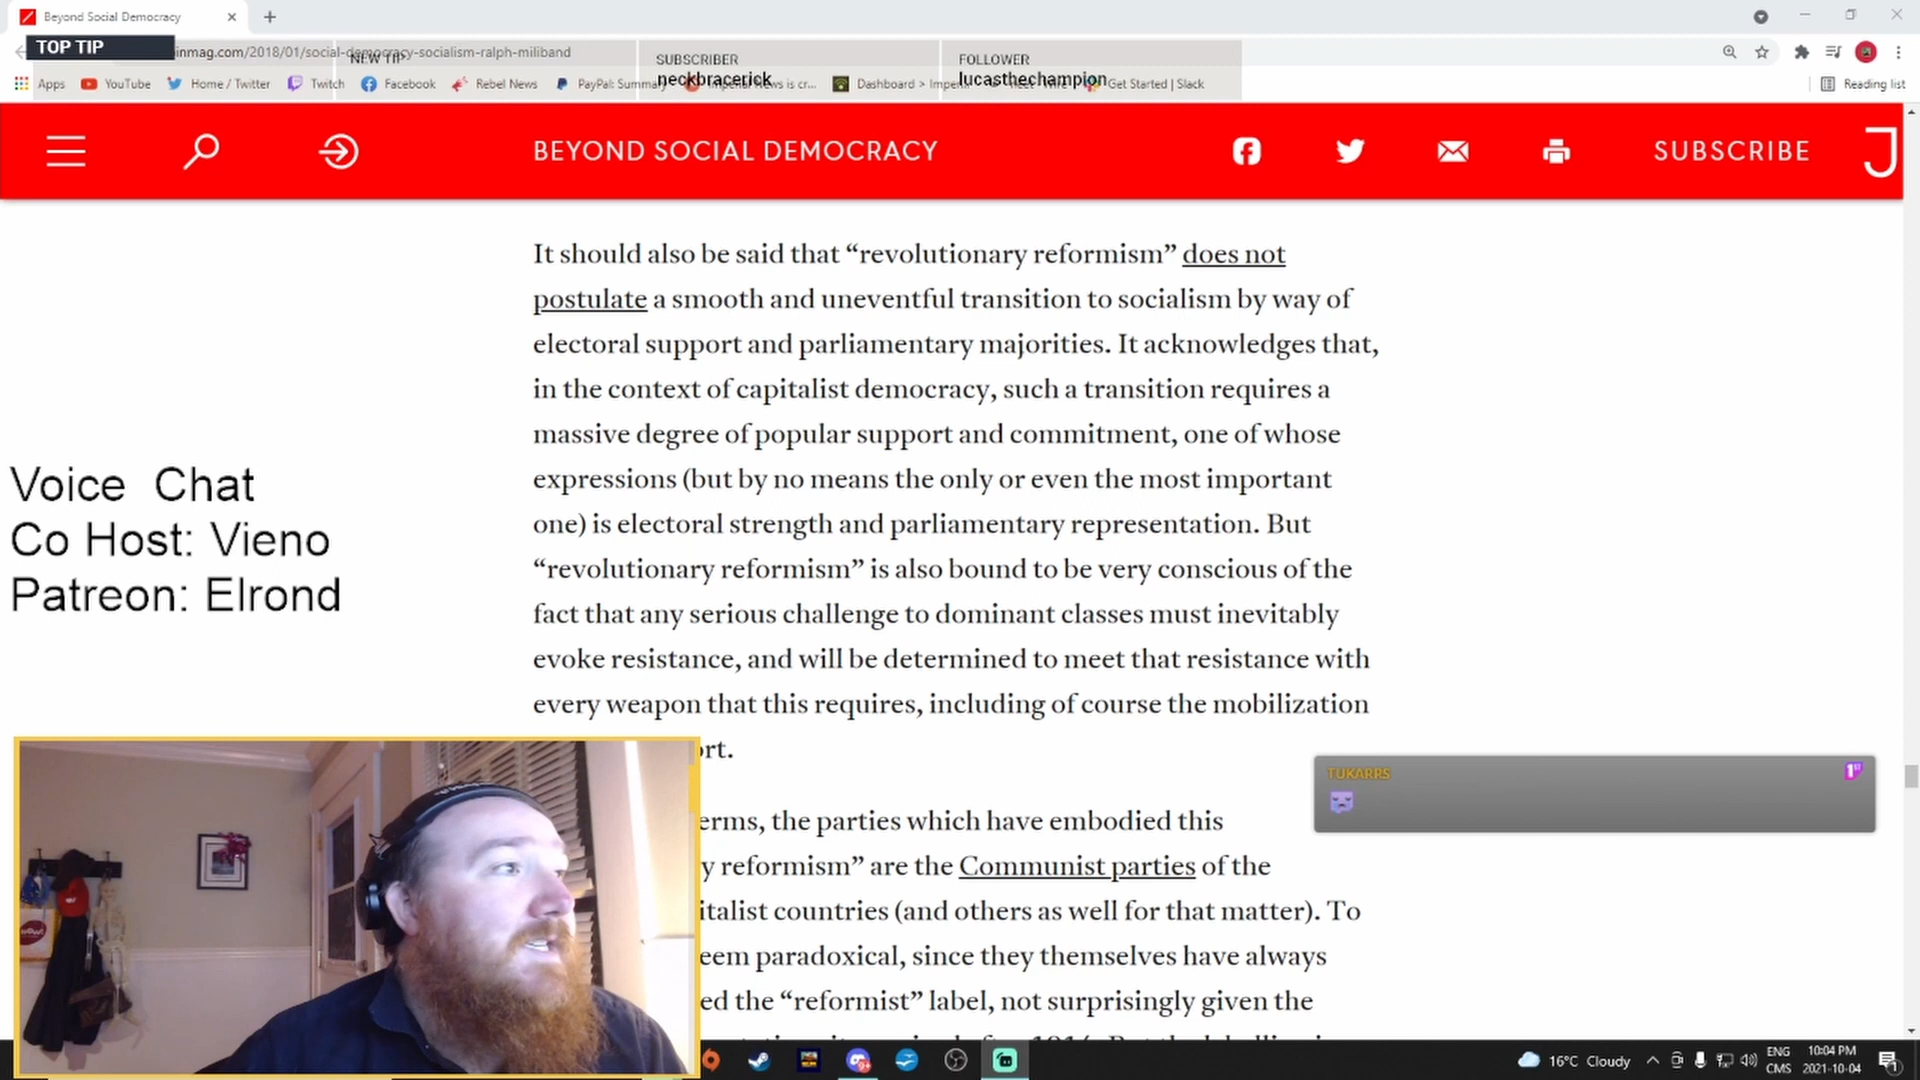 Beyond Social Democracy
TOP TIP
inmag.com/2018/01/social-democracy-socialism-ralph-miliband
NEW TIP
SUBSCRIBER
neckbracerick
FOLLOWER
lucasthechampion
Apps
YouTube
Home / Twitter
Twitch
Facebook
Rebel News
PayPal: Summary
Dashboard > Imper...
Get Started | Slack
Reading list
BEYOND SOCIAL DEMOCRACY
SUBSCRIBE
J
It should also be said that “revolutionary reformism” does not
postulate a smooth and uneventful transition to socialism by way of
electoral support and parliamentary majorities. It acknowledges that,
in the context of capitalist democracy, such a transition requires a
massive degree of popular support and commitment, one of whose
expressions (but by no means the only or even the most important
one) is electoral strength and parliamentary representation. But
“revolutionary reformism” is also bound to be very conscious of the
fact that any serious challenge to dominant classes must inevitably
evoke resistance, and will be determined to meet that resistance with
every weapon that this requires, including of course the mobilization
rt.
erms, the parties which have embodied this
y reformism” are the Communist parties of the
italist countries (and others as well for that matter). To
eem paradoxical, since they themselves have always
ed the “reformist” label, not surprisingly given the
Voice Chat
Co Host: Vieno
Patreon: Elrond
TUKARRS
16°C Cloudy
ENG
CMS
10:04 PM
2021-10-04